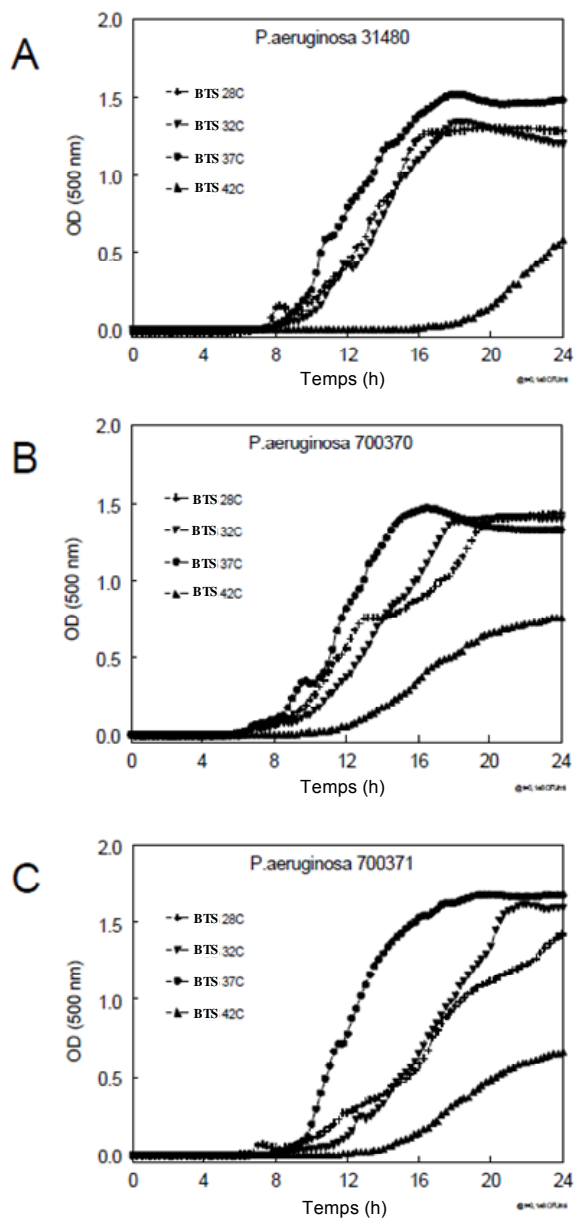 A
P.aeruginosa 31480
2.0
1.5
1.0
0.5
0.0
OD (500 nm)
BTS 28C
BTS 32C
BTS 37C
BTS 42C
0 4 8 12 16 20 24
Temps (h)
B
P.aeruginosa 700370
2.0
1.5
1.0
0.5
0.0
OD (500 nm)
BTS 28C
BTS 32C
BTS 37C
BTS 42C
0 4 8 12 16 20 24
Temps (h)
C
P.aeruginosa 700371
2.0
1.5
1.0
0.5
0.0
OD (500 nm)
BTS 28C
BTS 32C
BTS 37C
BTS 42C
0 4 8 12 16 20 24
Temps (h)